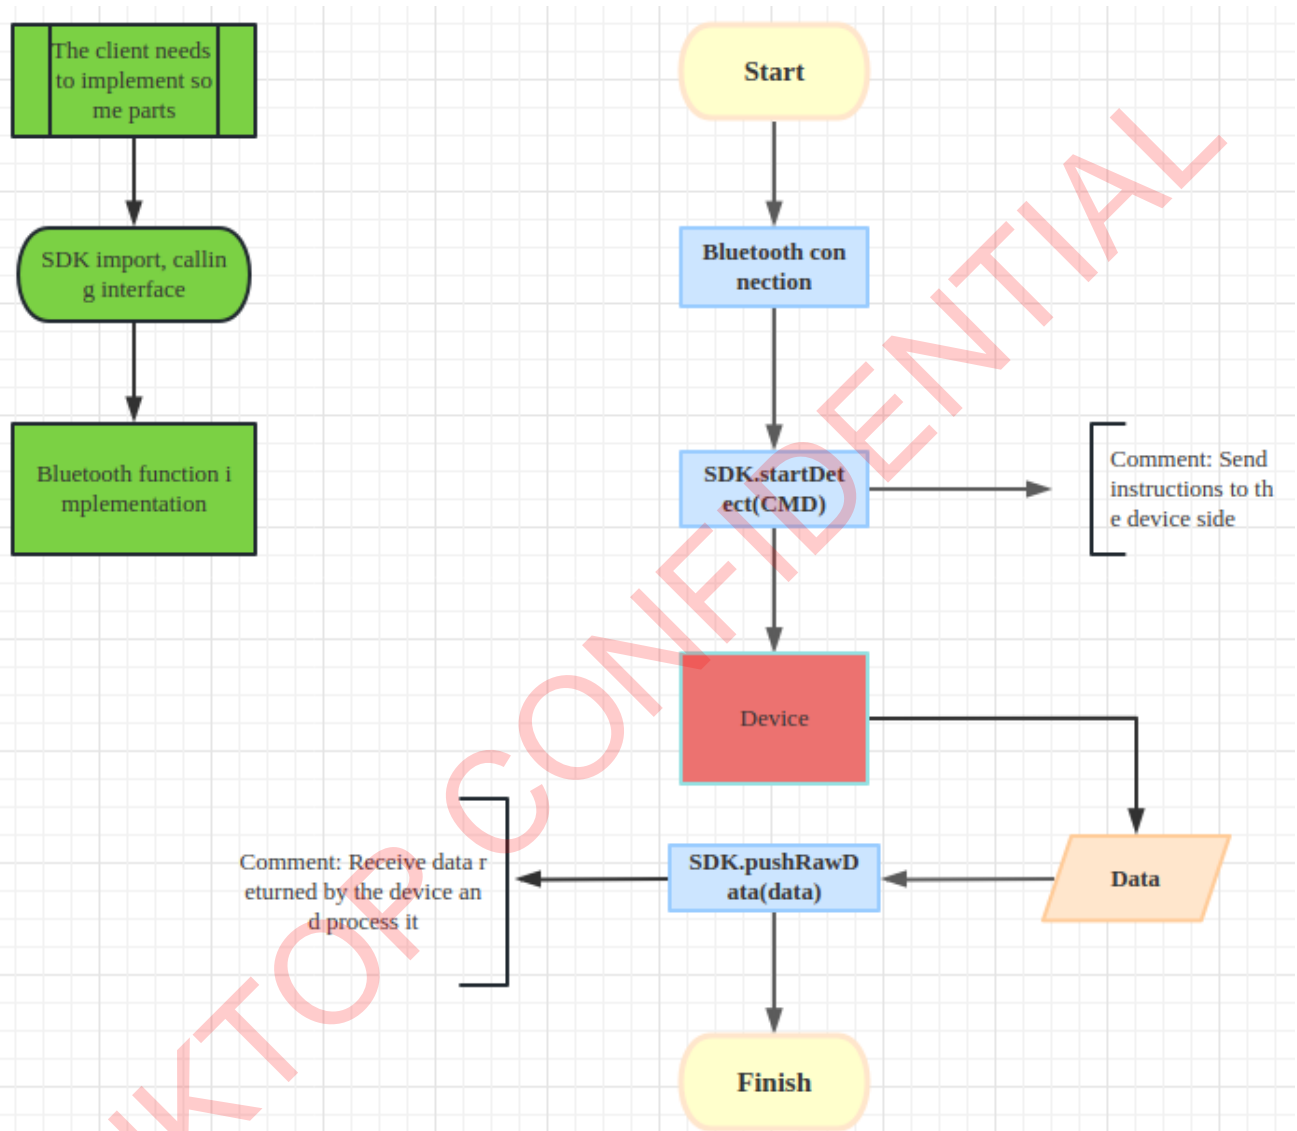 The client needs
to implement so
me parts
SDK import, callin
g interface
Bluetooth function i
mplementation
Start
Bluetooth con
nection
SDK.startDet
ect(CMD)
Comment: Send
instructions to th
e device side
Device
Data
SDK.pushRawD
ata(data)
Comment: Receive data r
eturned by the device an
d process it
Finish
CONFIDENTIAL